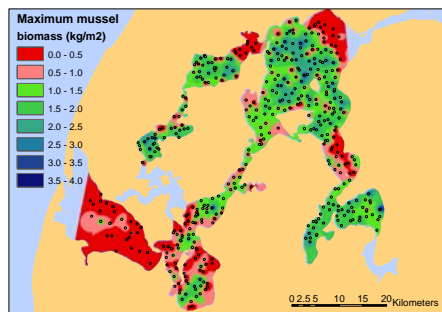 Maximum mussel
biomass (kg/m2)
0.0 - 0.5
0.5 - 1.0
1.0 - 1.5
1.5 - 2.0
2.0 - 2.5
2.5 - 3.0
3.0 - 3.5
3.5 - 4.0
0 2.5 5 10 15 20
Kilometers